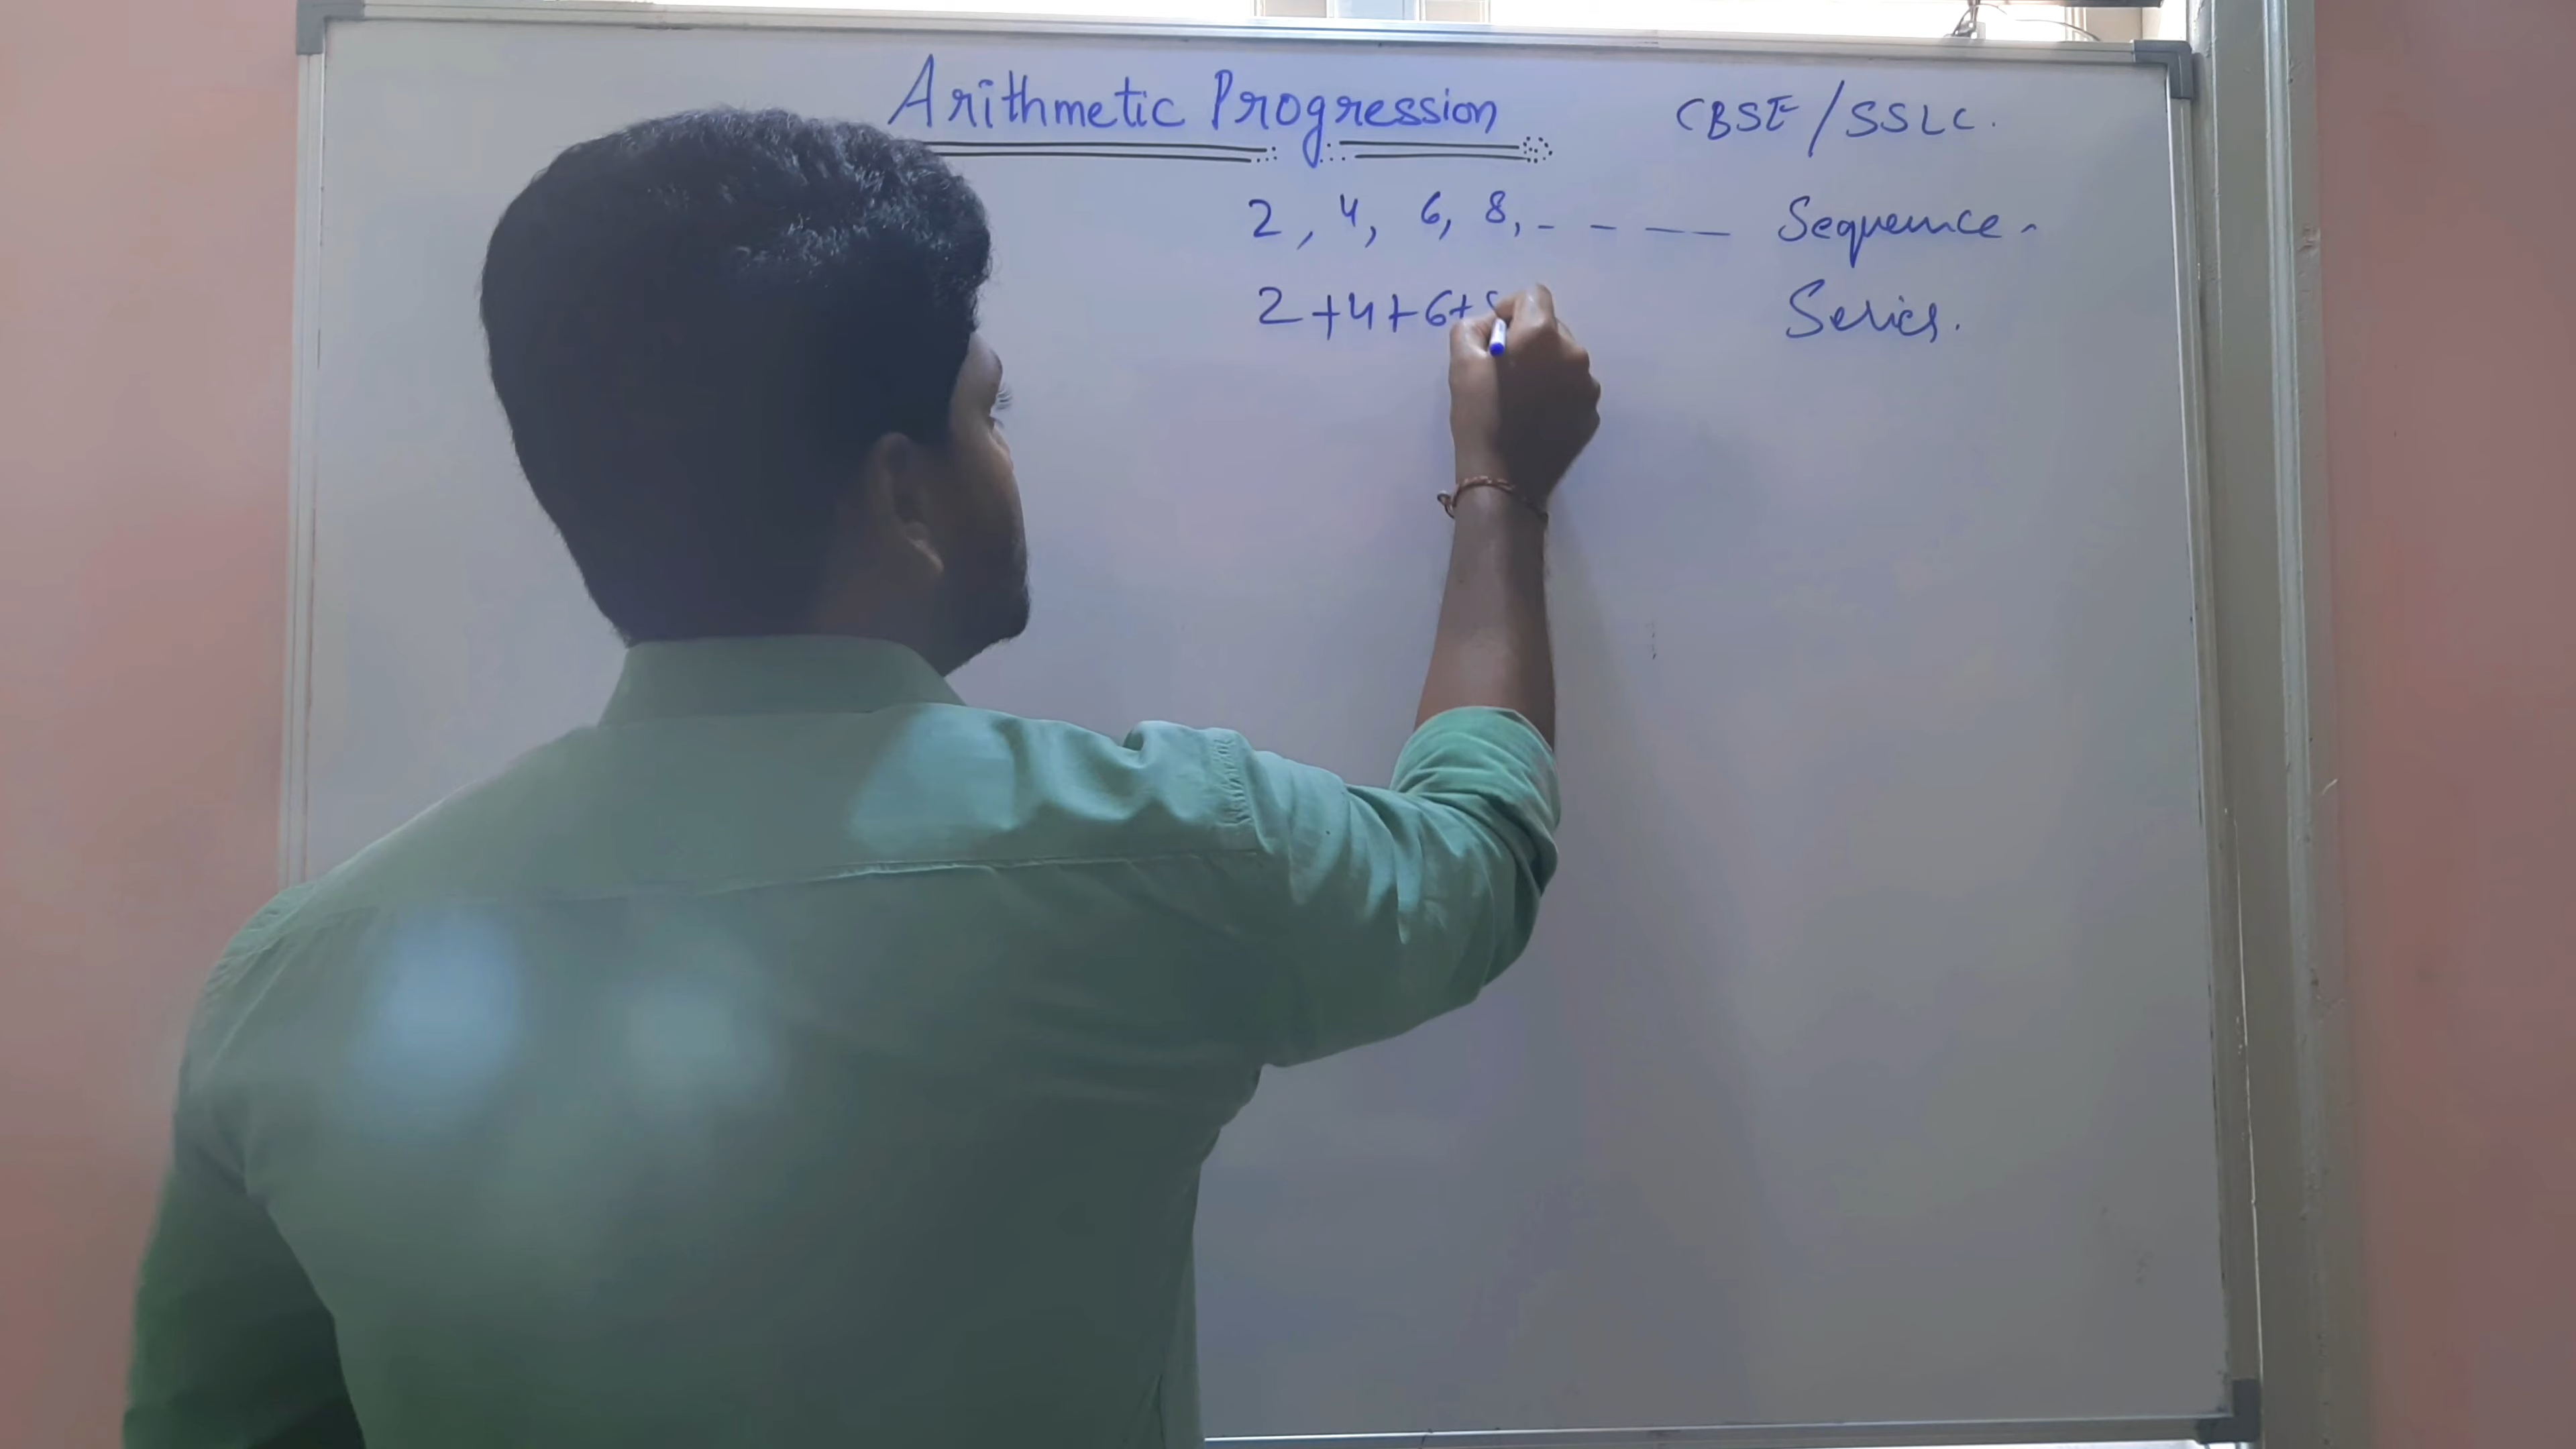 Arithmetic Progression CBSE/SSLC.
2, 4, 6, 8, - - — — Sequence.
2+4+6+ Series.